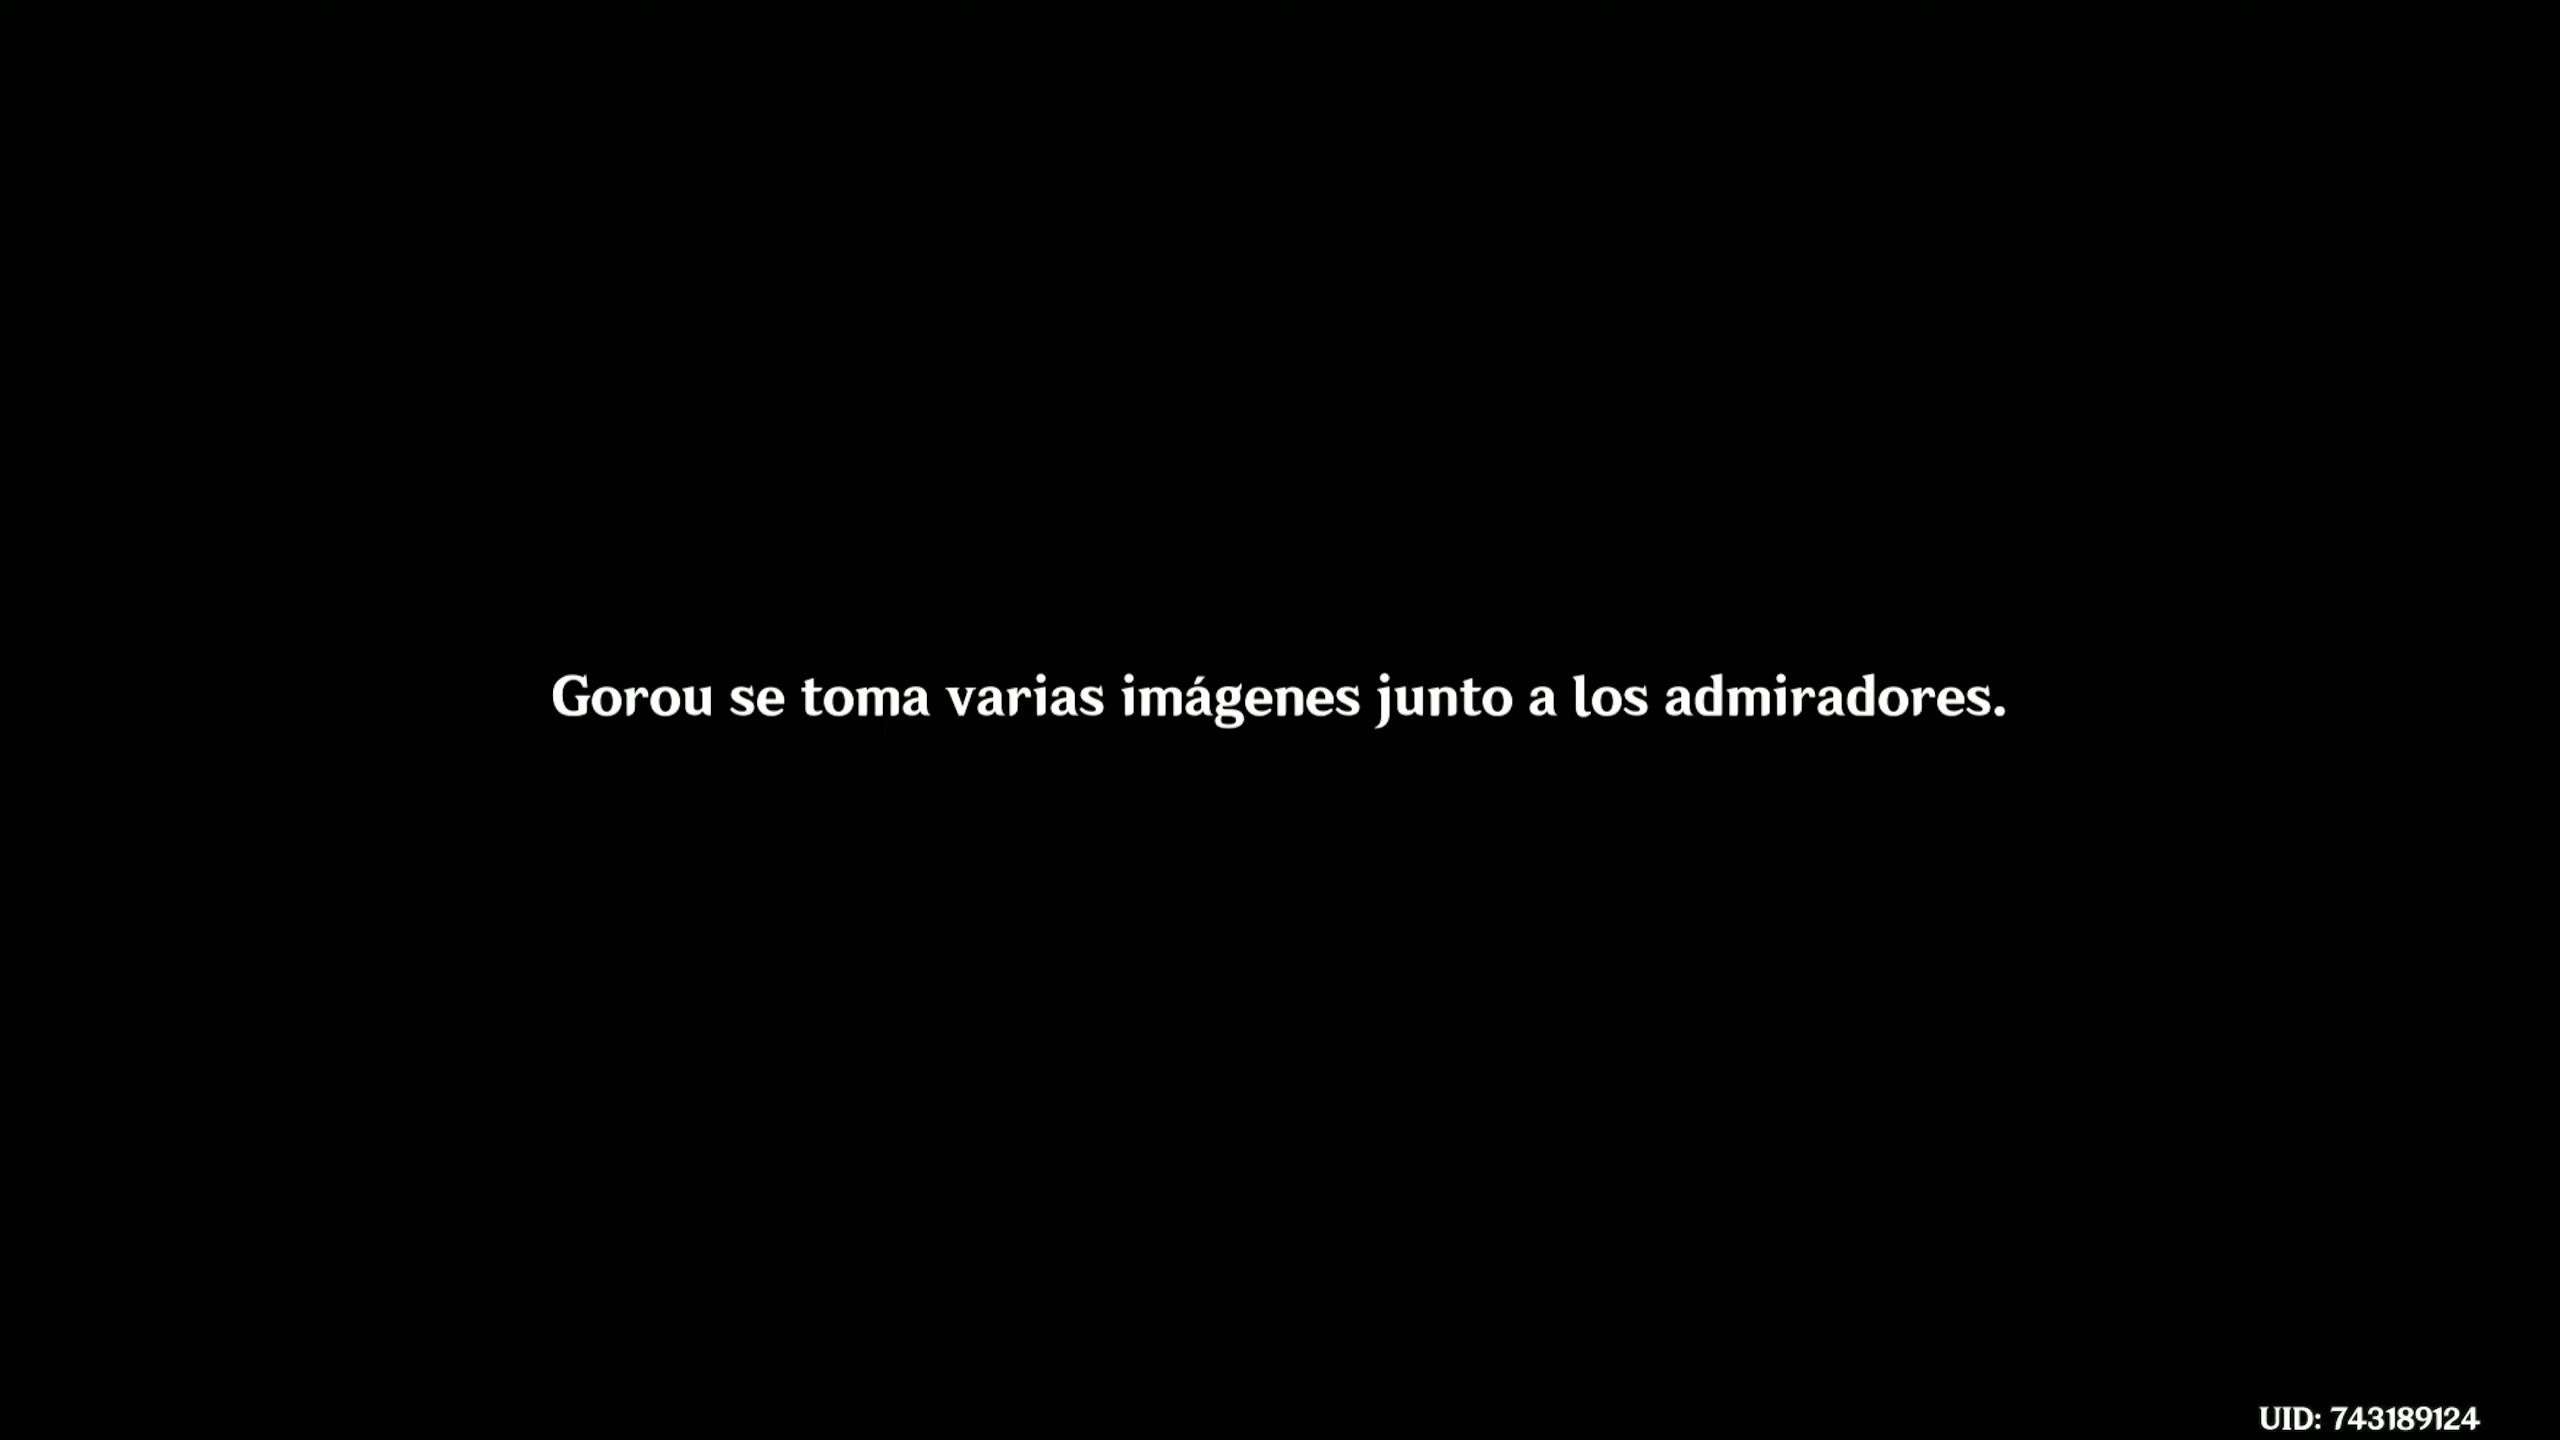 Gorou se toma varias imágenes junto a los admiradores.
UID: 743189124